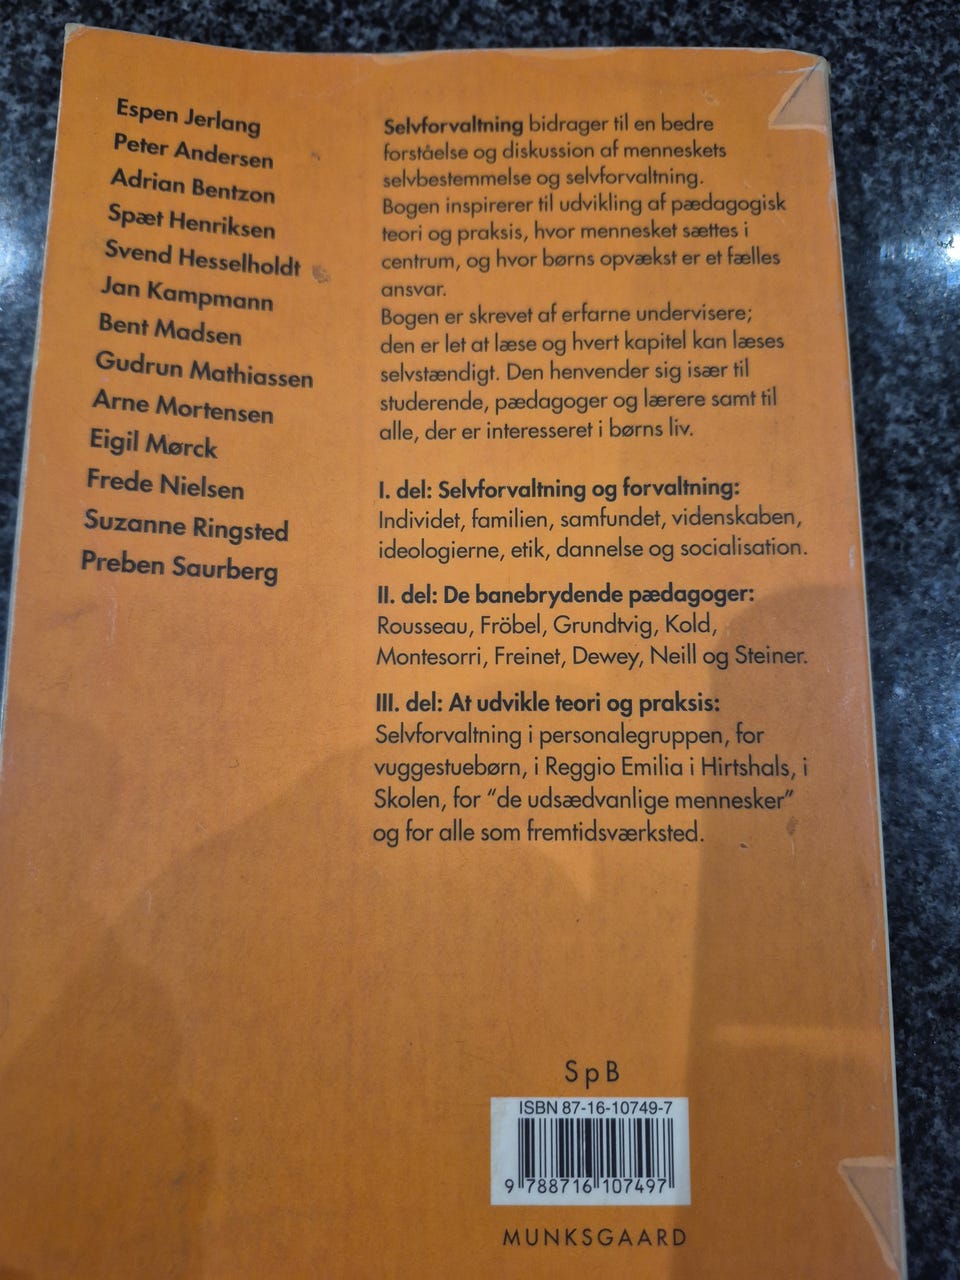 Espen Jerlang
Peter Andersen
Adrian Bentzon
Spæt Henriksen
Svend Hesselholdt
Jan Kampmann
Bent Madsen
Gudrun Mathiassen
Arne Mortensen
Eigil Mørck
Frede Nielsen
Suzanne Ringsted
Preben Saurberg
Selvforvaltning bidrager til en bedre
forståelse og diskussion af menneskets
selvbestemmelse og selvforvaltning.
Bogen inspirerer til udvikling af pædagogisk
teori og praksis, hvor mennesket sættes i
centrum, og hvor børns opvækst er et fælles
ansvar.
Bogen er skrevet af erfarne undervisere;
den er let at læse og hvert kapitel kan læses
selvstændigt. Den henvender sig især til
studerende, pædagoger og lærere samt til
alle, der er interesseret i børns liv.
I. del: Selvforvaltning og forvaltning:
Individet, familien, samfundet, videnskaben,
ideologierne, etik, dannelse og socialisation.
II. del: De banebrydende pædagoger:
Rousseau, Fröbel, Grundtvig, Kold,
Montesorri, Freinet, Dewey, Neill og Steiner.
III. del: At udvikle teori og praksis:
Selvforvaltning i personalegruppen, for
vuggestuebørn, i Reggio Emilia i Hirtshals, i
Skolen, for "de udsædvanlige mennesker"
og for alle som fremtidsværksted.
SpB
ISBN 87-16-10749-7
9 788716 107497
MUNKSGAARD